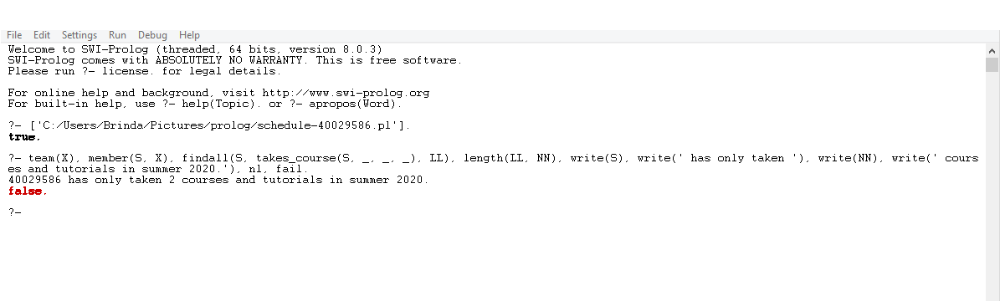 File Edit Settings Run Debug Help
Welcome to SWI-Prolog (threaded, 64 bits, version 8.0.3)
SWI-Prolog comes with ABSOLUTELY NO WARRANTY. This is free software.
Please run ?- license. for legal details.
For online help and background, visit http://www.swi-prolog.org
For built-in help, use ?- help(Topic). or ?- apropos(Word).
?- ['C:/Users/Brinda/Pictures/prolog/schedule-40029586.pl'].
true.
?- team(X), member(S, X), findall(S, takes_course(S, _, _, _), LL), length(LL, NN), write(S), write(' has only taken '), write(NN), write(' cours
es and tutorials in summer 2020.'), nl, fail.
40029586 has only taken 2 courses and tutorials in summer 2020.
false.
?-